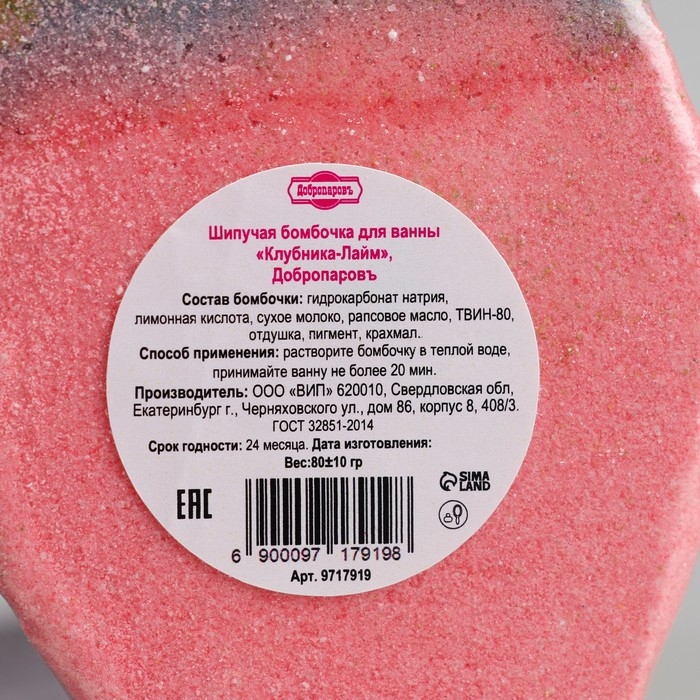 Добропаровъ
Шипучая бомбочка для ванны
«Клубника-Лайм»,
Добропаровъ
Состав бомбочки: гидрокарбонат натрия,
лимонная кислота, сухое молоко, рапсовое масло, ТВИН-80,
отдушка, пигмент, крахмал.
Способ применения: растворите бомбочку в теплой воде,
принимайте ванну не более 20 мин.
Производитель: ООО «ВИП» 620010, Свердловская обл,
Екатеринбург г., Черняховского ул., дом 86, корпус 8, 408/3.
ГОСТ 32851-2014
Срок годности: 24 месяца. Дата изготовления:
Вес:80±10 гр
ЕАС
SIMA
LAND
6 900097 179198
Арт. 9717919